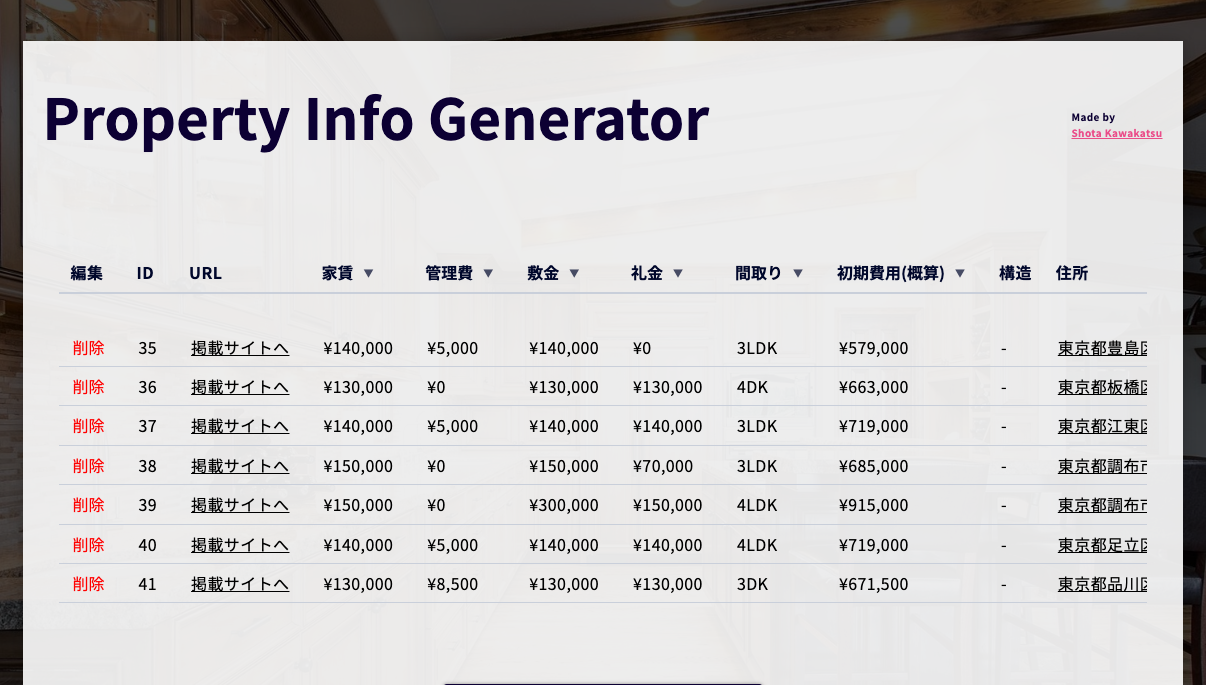 Property Info Generator
Made by
Shota Kawakatsu
編集 ID URL 家賃 ▼ 管理費 ▼ 敷金 ▼ 礼金 ▼ 間取り ▼ 初期費用(概算) ▼ 構造 住所
削除 35 掲載サイトへ ¥140,000 ¥5,000 ¥140,000 ¥0 3LDK ¥579,000 - 東京都豊島区
削除 36 掲載サイトへ ¥130,000 ¥0 ¥130,000 ¥130,000 4DK ¥663,000 - 東京都板橋区
削除 37 掲載サイトへ ¥140,000 ¥5,000 ¥140,000 ¥140,000 3LDK ¥719,000 - 東京都江東区
削除 38 掲載サイトへ ¥150,000 ¥0 ¥150,000 ¥70,000 3LDK ¥685,000 - 東京都調布市
削除 39 掲載サイトへ ¥150,000 ¥0 ¥300,000 ¥150,000 4LDK ¥915,000 - 東京都調布市
削除 40 掲載サイトへ ¥140,000 ¥5,000 ¥140,000 ¥140,000 4LDK ¥719,000 - 東京都足立区
削除 41 掲載サイトへ ¥130,000 ¥8,500 ¥130,000 ¥130,000 3DK ¥671,500 - 東京都品川区